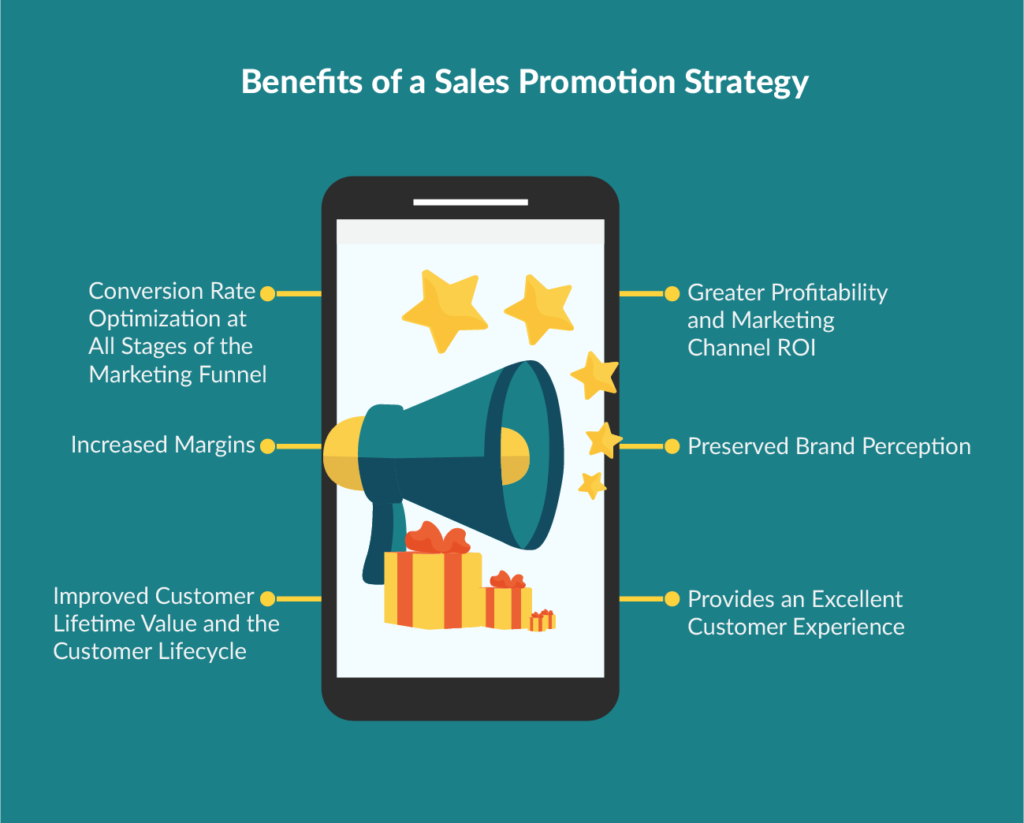 Benefits of a Sales Promotion Strategy
Conversion Rate
Optimization at
All Stages of the
Marketing Funnel
Increased Margins
Improved Customer
Lifetime Value and the
Customer Lifecycle
Greater Profitability
and Marketing
Channel ROI
Preserved Brand Perception
Provides an Excellent
Customer Experience